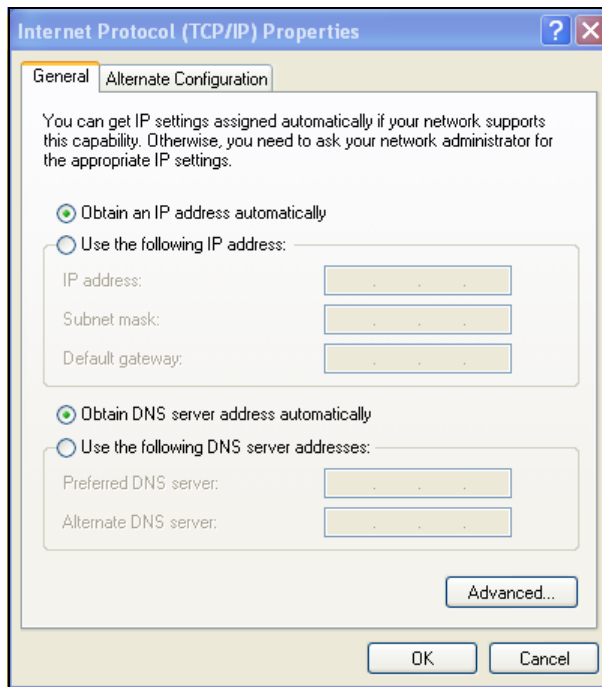 Internet Protocol (TCP/IP) Properties
General
Alternate Configuration
You can get IP settings assigned automatically if your network supports
this capability. Otherwise, you need to ask your network administrator for
the appropriate IP settings.
Obtain an IP address automatically
Use the following IP address:
IP address:
Subnet mask:
Default gateway:
Obtain DNS server address automatically
Use the following DNS server addresses:
Preferred DNS server:
Alternate DNS server:
Advanced...
OK
Cancel